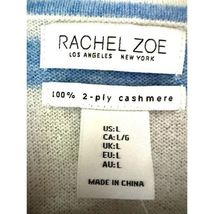 RACHEL ZOE
LOS ANGELES NEW YORK
100% 2-ply cashmere
US:L
CA:L/G
UK:L
EU:L
AU:L
MADE IN CHINA